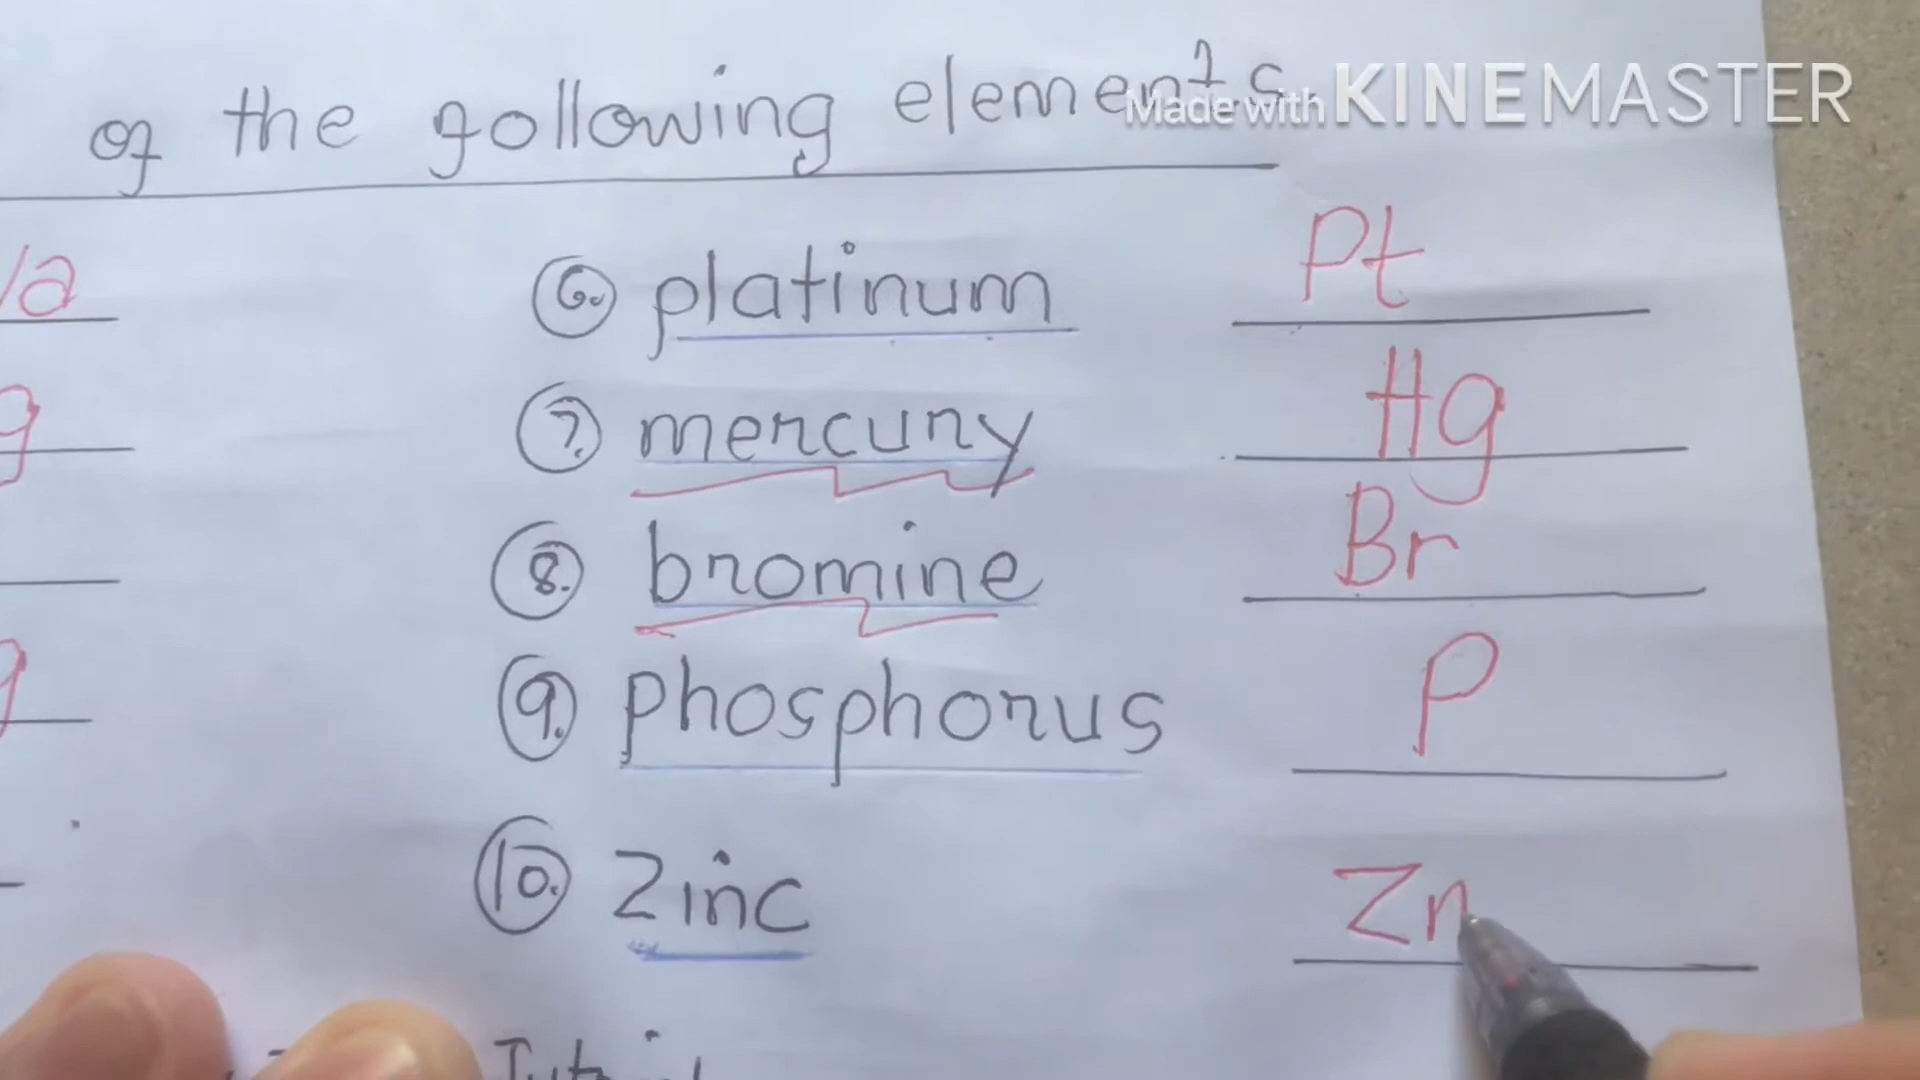 of the following elements.
Made with KINEMASTER
6. platinum Pt
7. mercury Hg
8. bromine Br
9. phosphorus P
10. Zinc Zn